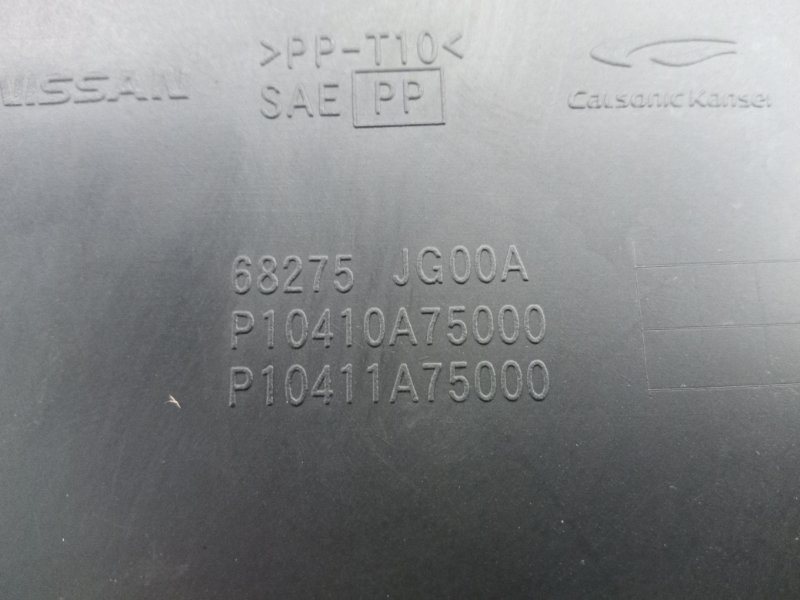 >PP-T10<
NISSAN
SAE PP
Calsonic Kansei
68275 JG00A
P10410A75000
P10411A75000